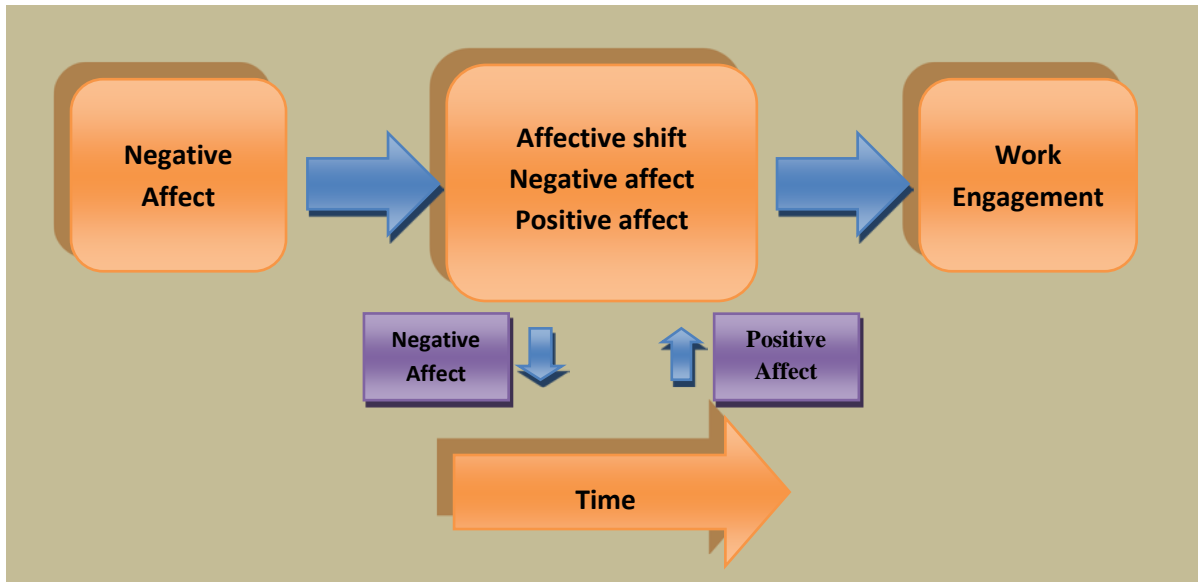 Negative
Affect
Affective shift
Negative affect
Positive affect
Work
Engagement
Negative
Affect
Positive
Affect
Time